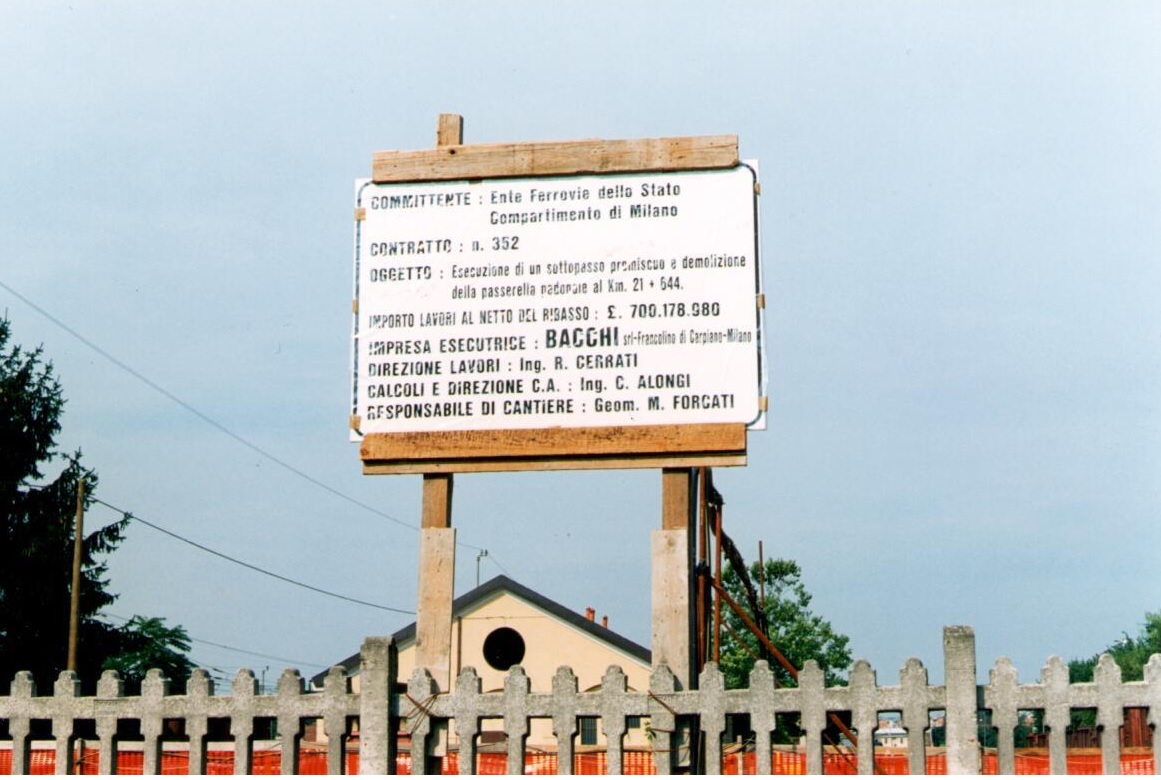 COMMITTENTE : Ente Ferrovie dello Stato
Compartimento di Milano
CONTRATTO : n. 352
OGGETTO : Esecuzione di un sottopasso promiscuo e demolizione
della passerella pedonale al Km. 21 + 644.
IMPORTO LAVORI AL NETTO DEL RIBASSO : £. 700.178.980
IMPRESA ESECUTRICE : BACCHI srl-Francolino di Carpiano-Milano
DIREZIONE LAVORI : Ing. R. CERRATI
CALCOLI E DIREZIONE C.A. : Ing. C. ALONGI
RESPONSABILE DI CANTIERE : Geom. M. FORCATI